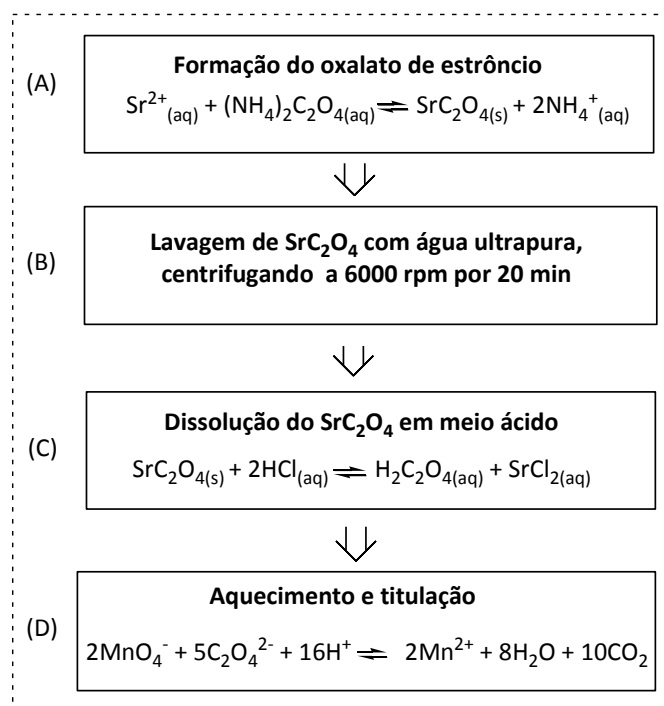 (A)
Formação do oxalato de estrôncio
Sr²⁺(aq) + (NH₄)₂C₂O₄(aq) ⇌ SrC₂O₄(s) + 2NH₄⁺(aq)
(B)
Lavagem de SrC₂O₄ com água ultrapura,
centrifugando a 6000 rpm por 20 min
(C)
Dissolução do SrC₂O₄ em meio ácido
SrC₂O₄(s) + 2HCl(aq) ⇌ H₂C₂O₄(aq) + SrCl₂(aq)
(D)
Aquecimento e titulação
2MnO₄⁻ + 5C₂O₄²⁻ + 16H⁺ ⇌ 2Mn²⁺ + 8H₂O + 10CO₂